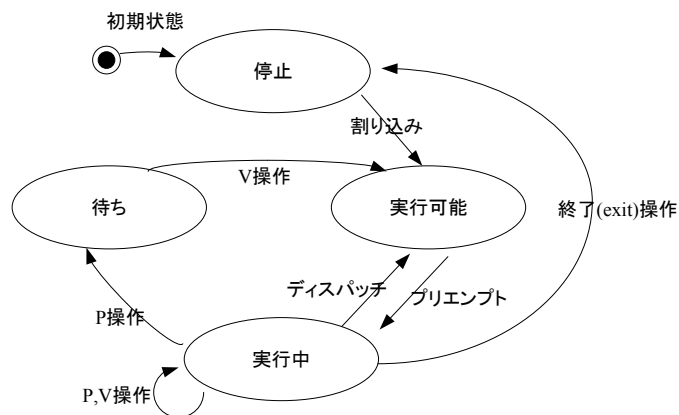 初期状態
停止
割り込み
V操作
待ち
実行可能
終了(exit)操作
ディスパッチ
プリエンプト
P操作
実行中
P,V操作